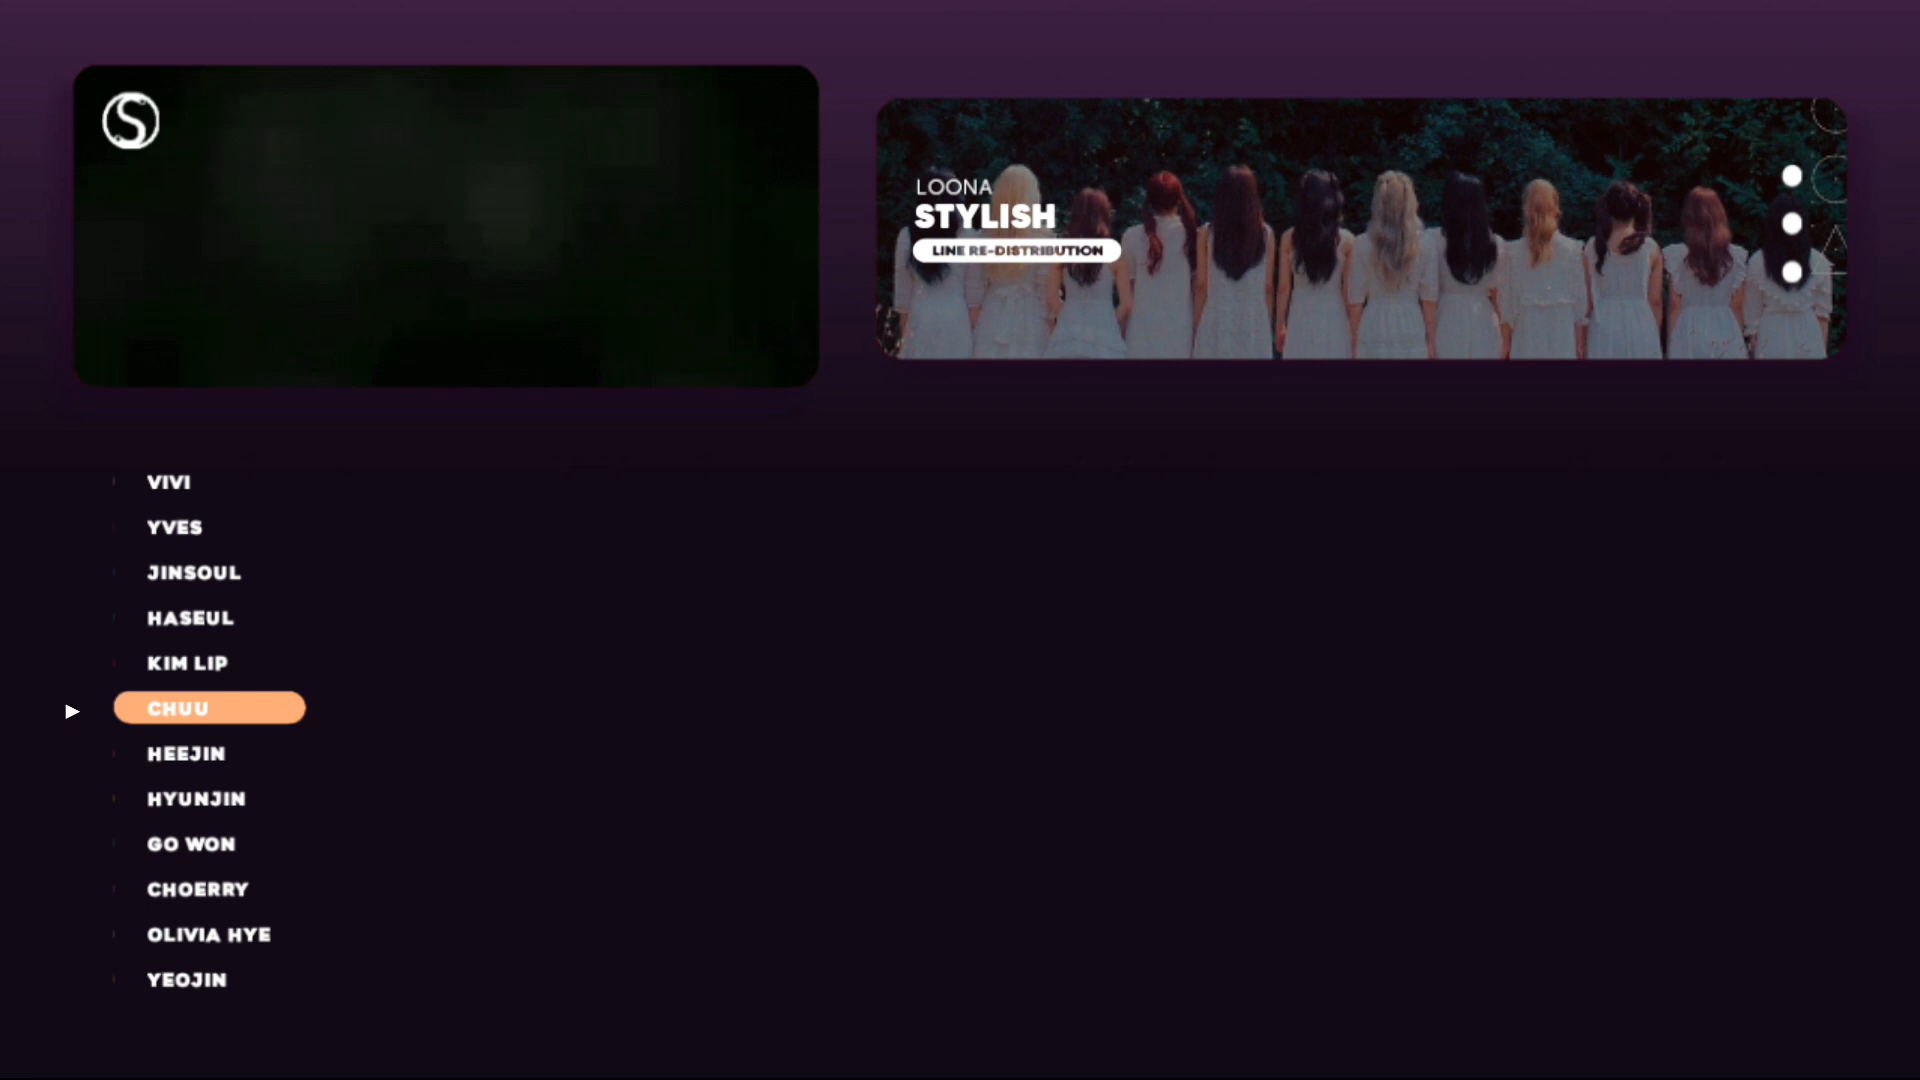 S
LOONA
STYLISH
LINE RE-DISTRIBUTION
VIVI
YVES
JINSOUL
HASEUL
KIM LIP
CHUU
HEEJIN
HYUNJIN
GO WON
CHOERRY
OLIVIA HYE
YEOJIN